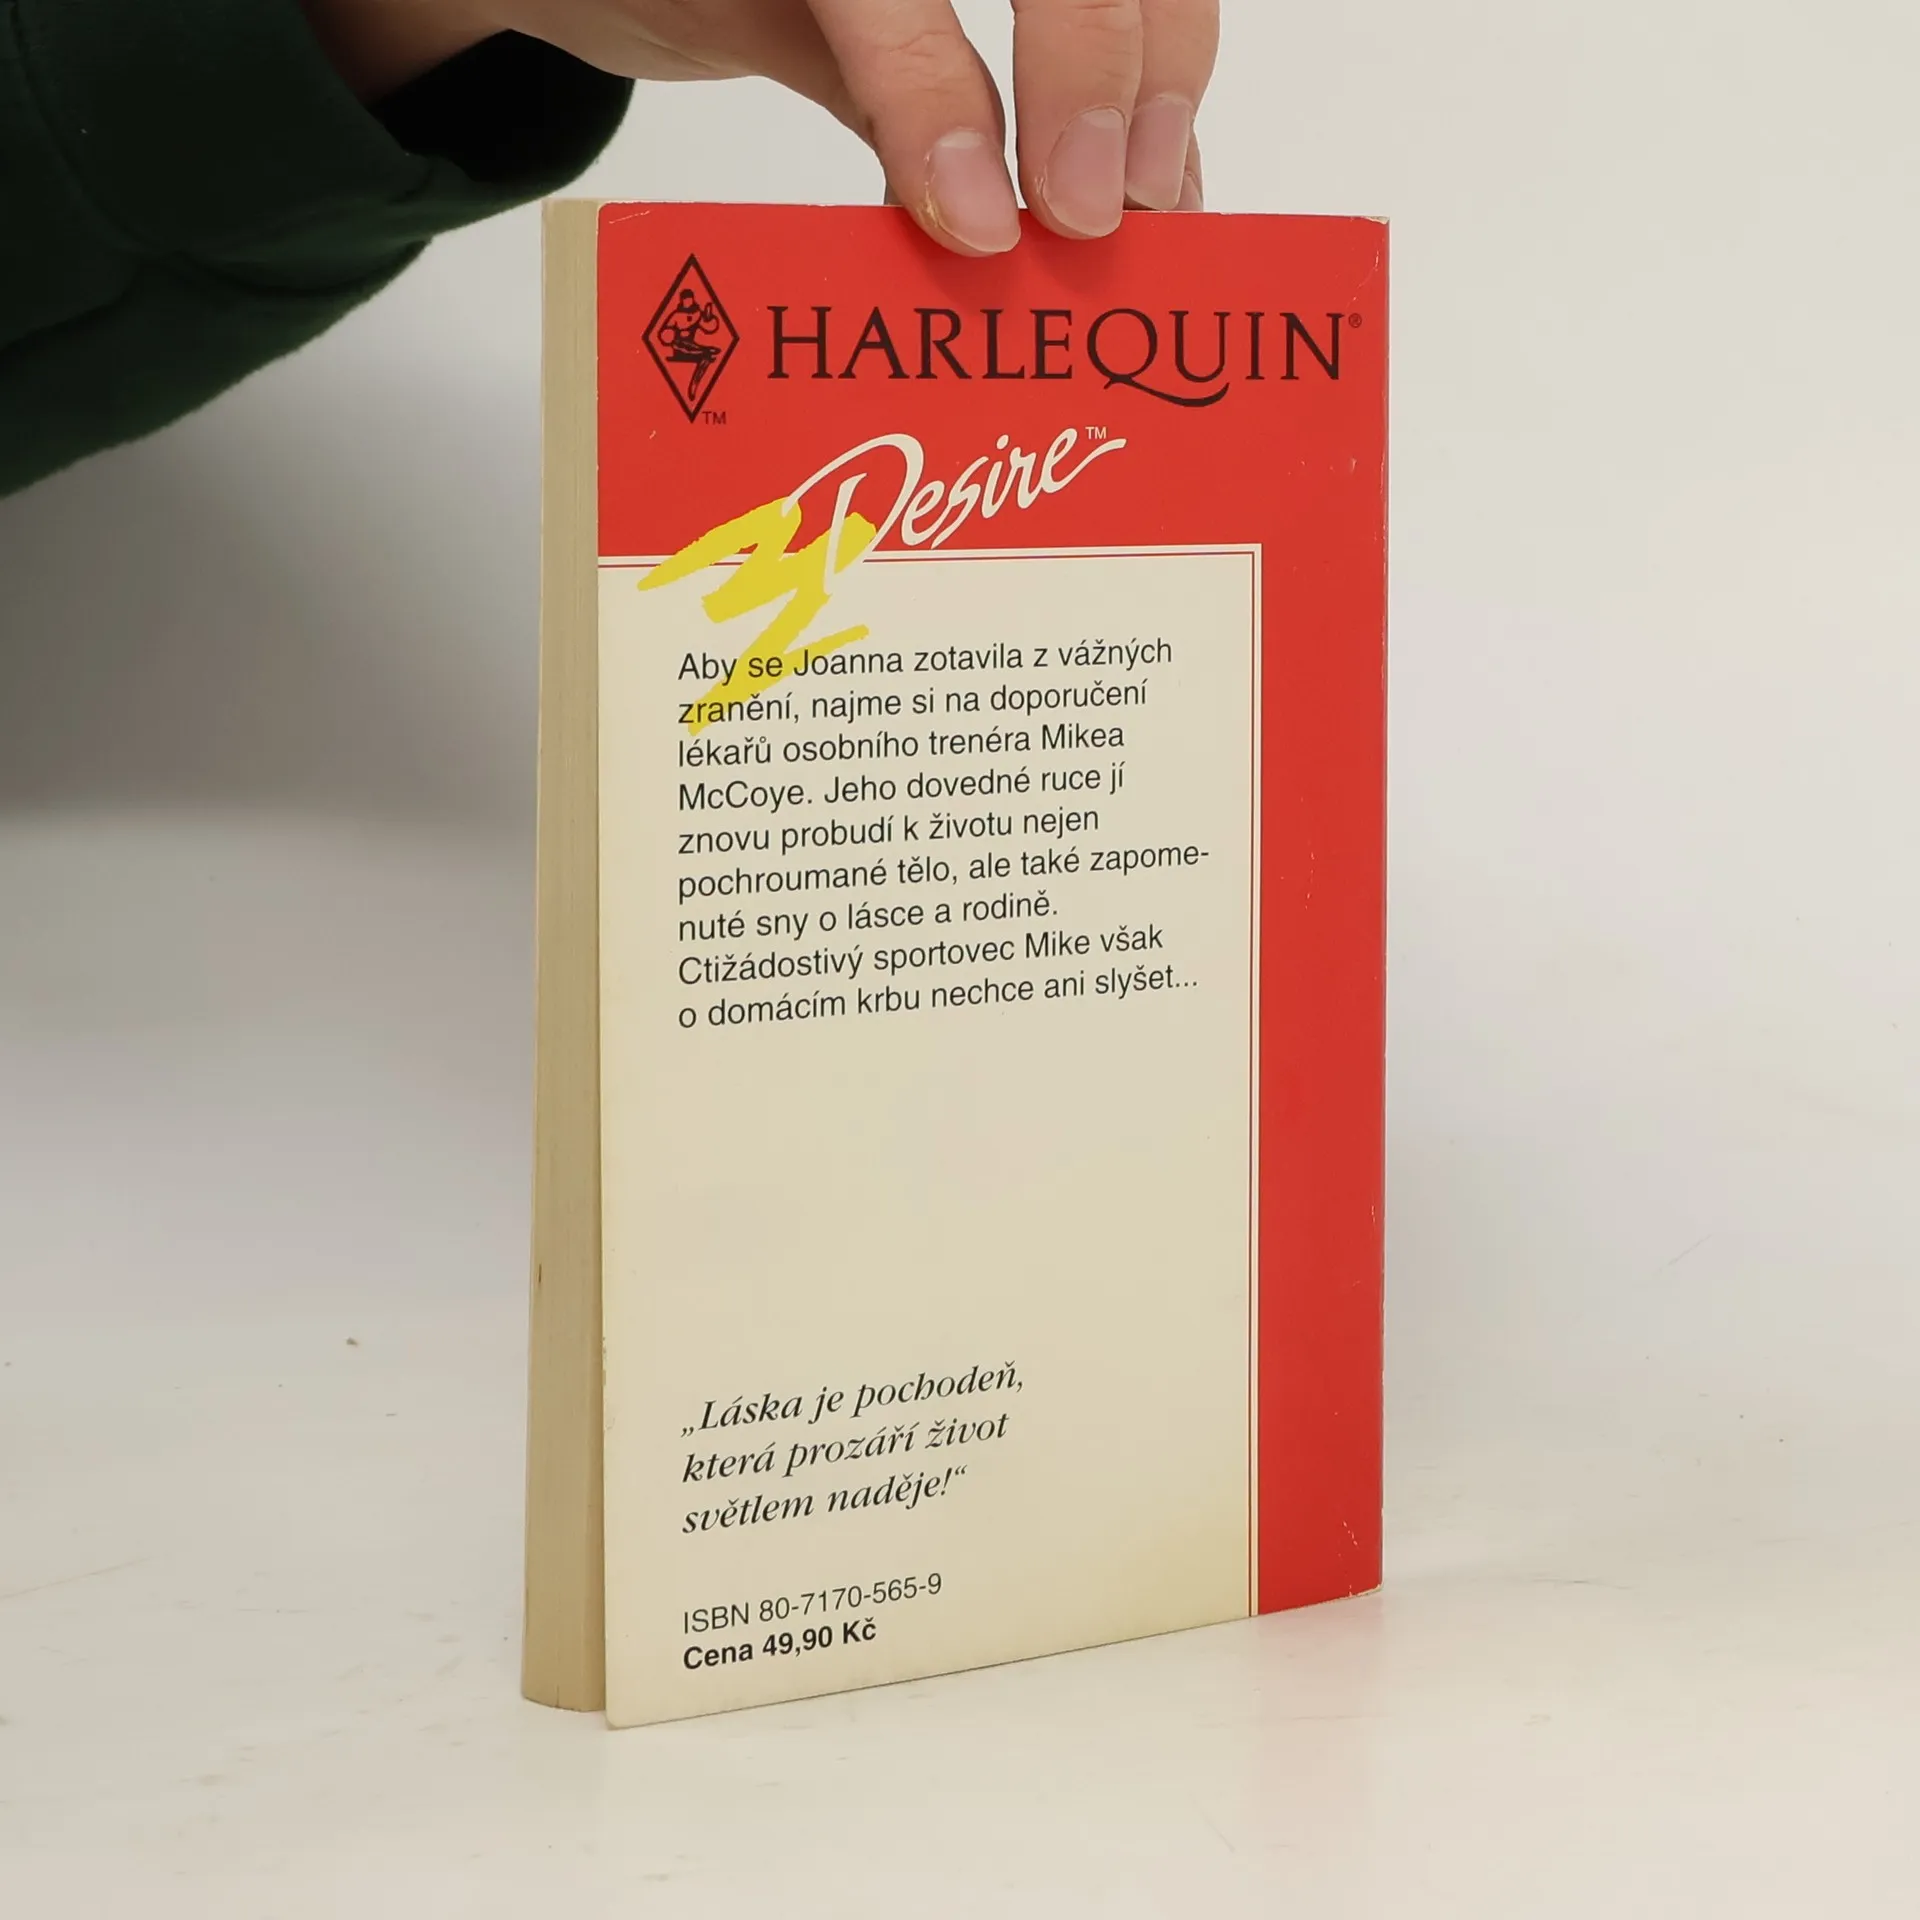 HARLEQUIN®
TM
Desire™
Aby se Joanna zotavila z vážných
zranění, najme si na doporučení
lékařů osobního trenéra Mikea
McCoye. Jeho dovedné ruce jí
znovu probudí k životu nejen
pochroumané tělo, ale také zapome-
nuté sny o lásce a rodině.
Ctižádostivý sportovec Mike však
o domácím krbu nechce ani slyšet...
„Láska je pochodeň,
která prozáří život
světlem naděje!“
ISBN 80-7170-565-9
Cena 49,90 Kč